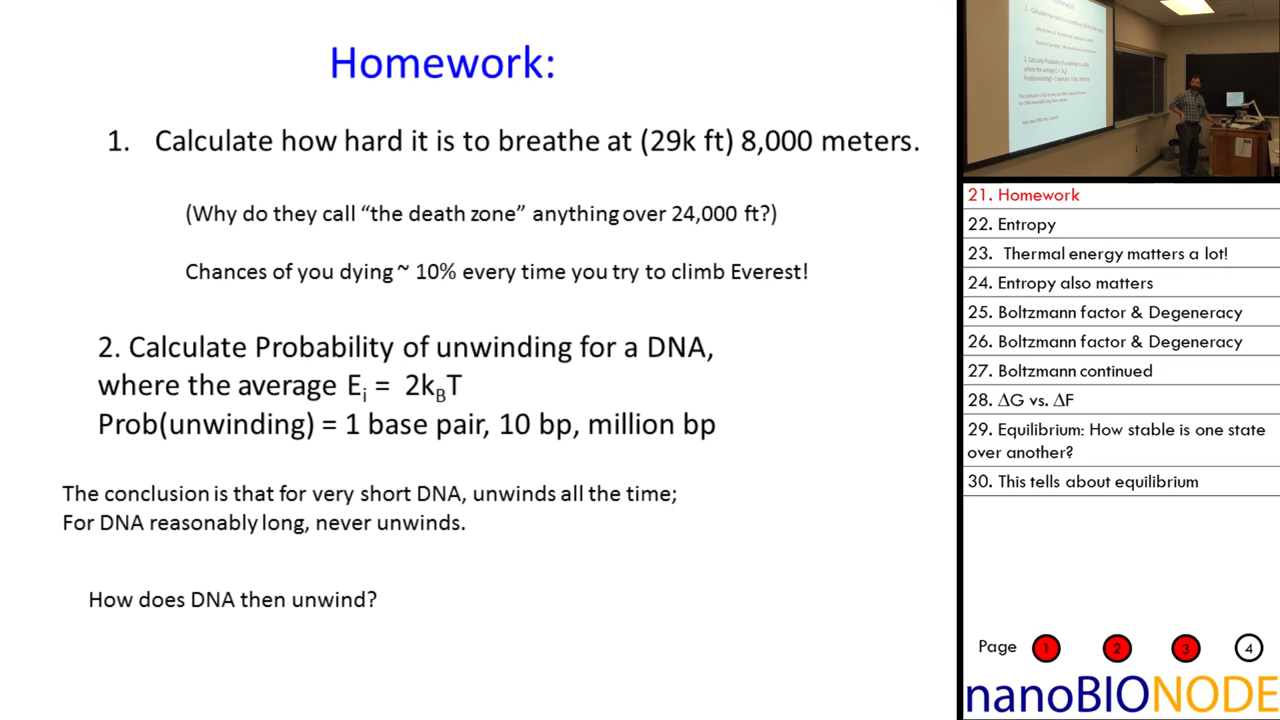 Homework:
1. Calculate how hard it is to breathe at (29k ft) 8,000 meters.
(Why do they call “the death zone” anything over 24,000 ft?)
Chances of you dying ~ 10% every time you try to climb Everest!
2. Calculate Probability of unwinding for a DNA,
where the average Ei = 2kBT
Prob(unwinding) = 1 base pair, 10 bp, million bp
The conclusion is that for very short DNA, unwinds all the time;
For DNA reasonably long, never unwinds.
How does DNA then unwind?
21. Homework
22. Entropy
23. Thermal energy matters a lot!
24. Entropy also matters
25. Boltzmann factor & Degeneracy
26. Boltzmann factor & Degeneracy
27. Boltzmann continued
28. ΔG vs. ΔF
29. Equilibrium: How stable is one state
over another?
30. This tells about equilibrium
Page 1 2 3 4
nanoBIONODE